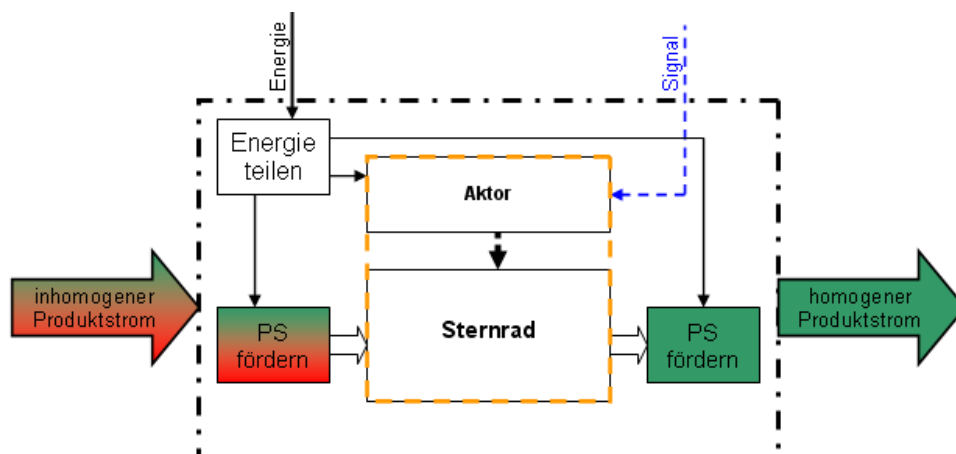 Energie
Signal
Energie
teilen
Aktor
inhomogener
Produktstrom
PS
fördern
Sternrad
PS
fördern
homogener
Produktstrom